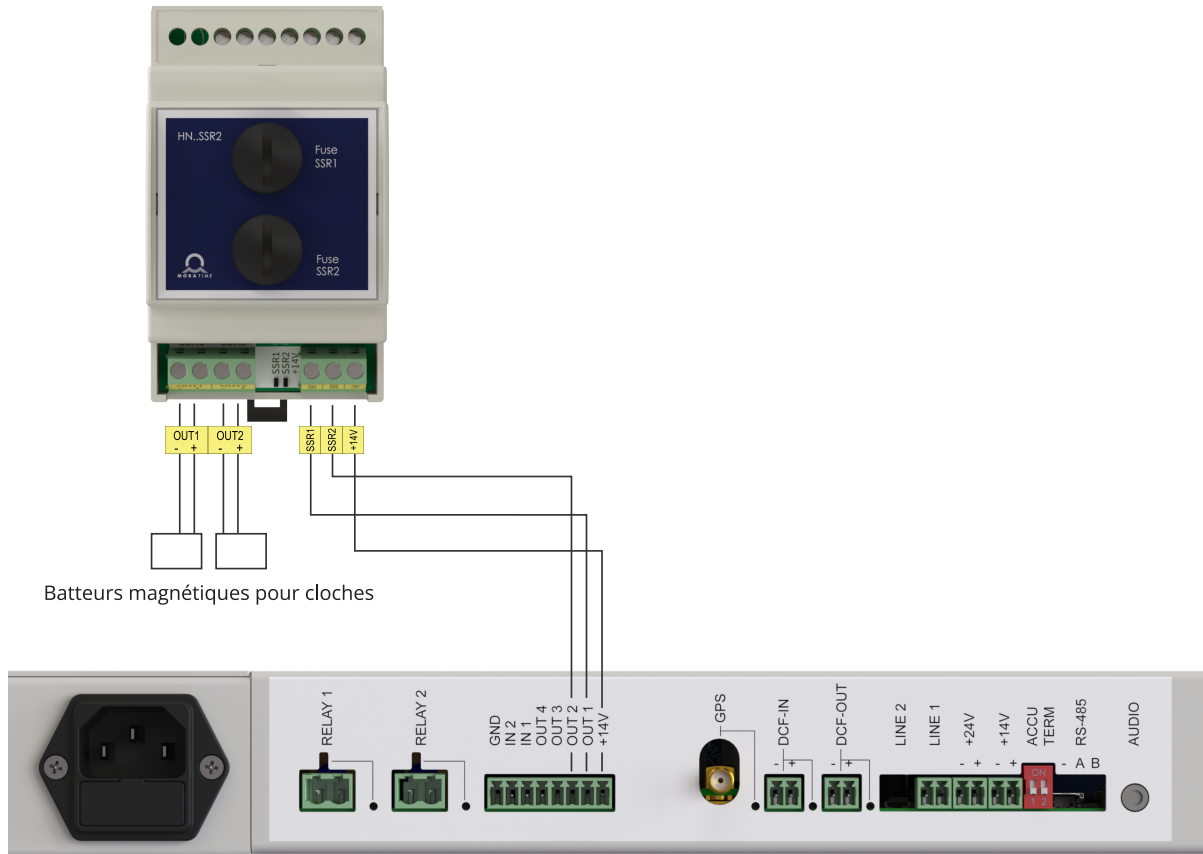 HN..SSR2
Fuse
SSR1
MOBATIME
Fuse
SSR2
SSR1
SSR2
+14V
OUT1
- +
OUT2
- +
SSR1
SSR2
+14V
Batteurs magnétiques pour cloches
RELAY 1
RELAY 2
GND
IN 2
IN 1
OUT 4
OUT 3
OUT 2
OUT 1
+14V
GPS
DCF-IN
- +
DCF-OUT
- +
LINE 2
LINE 1
+24V
- +
+14V
- +
ACCU
TERM
ON
1 2
RS-485
- A B
AUDIO